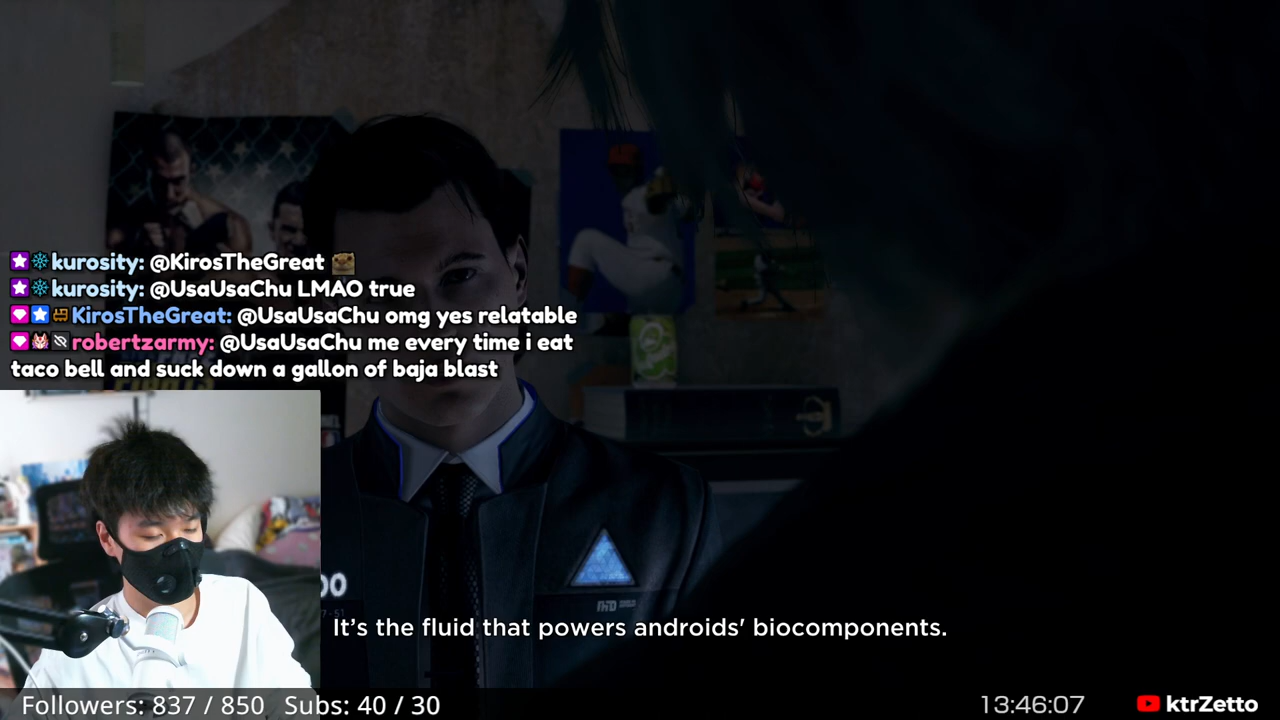 kurosity: @KirosTheGreat
kurosity: @UsaUsaChu LMAO true
KirosTheGreat: @UsaUsaChu omg yes relatable
robertzarmy: @UsaUsaChu me every time i eat
taco bell and suck down a gallon of baja blast
It's the fluid that powers androids' biocomponents.
Followers: 837 / 850 Subs: 40 / 30
13:46:07
ktrZetto